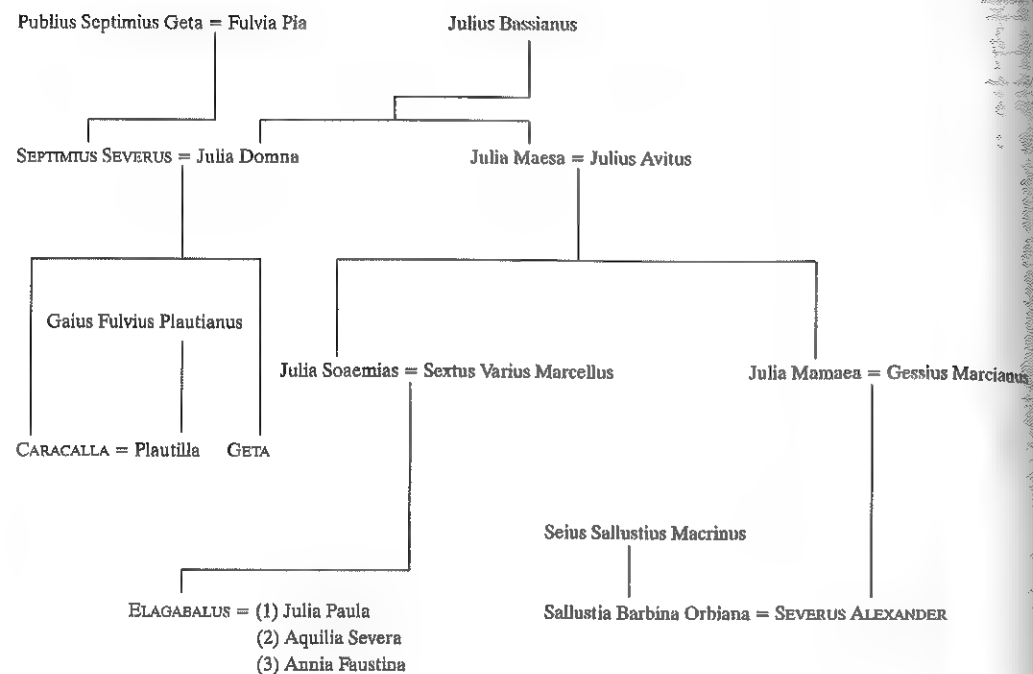 Publius Septimius Geta = Fulvia Pia
Julius Bassianus
SEPTIMIUS SEVERUS = Julia Domna
Julia Maesa = Julius Avitus
Gaius Fulvius Plautianus
Julia Soaemias = Sextus Varius Marcellus
Julia Mamaea = Gessius Marcianus
CARACALLA = Plautilla
GETA
Seius Sallustius Macrinus
ELAGABALUS = (1) Julia Paula
(2) Aquilia Severa
(3) Annia Faustina
Sallustia Barbina Orbiana = SEVERUS ALEXANDER